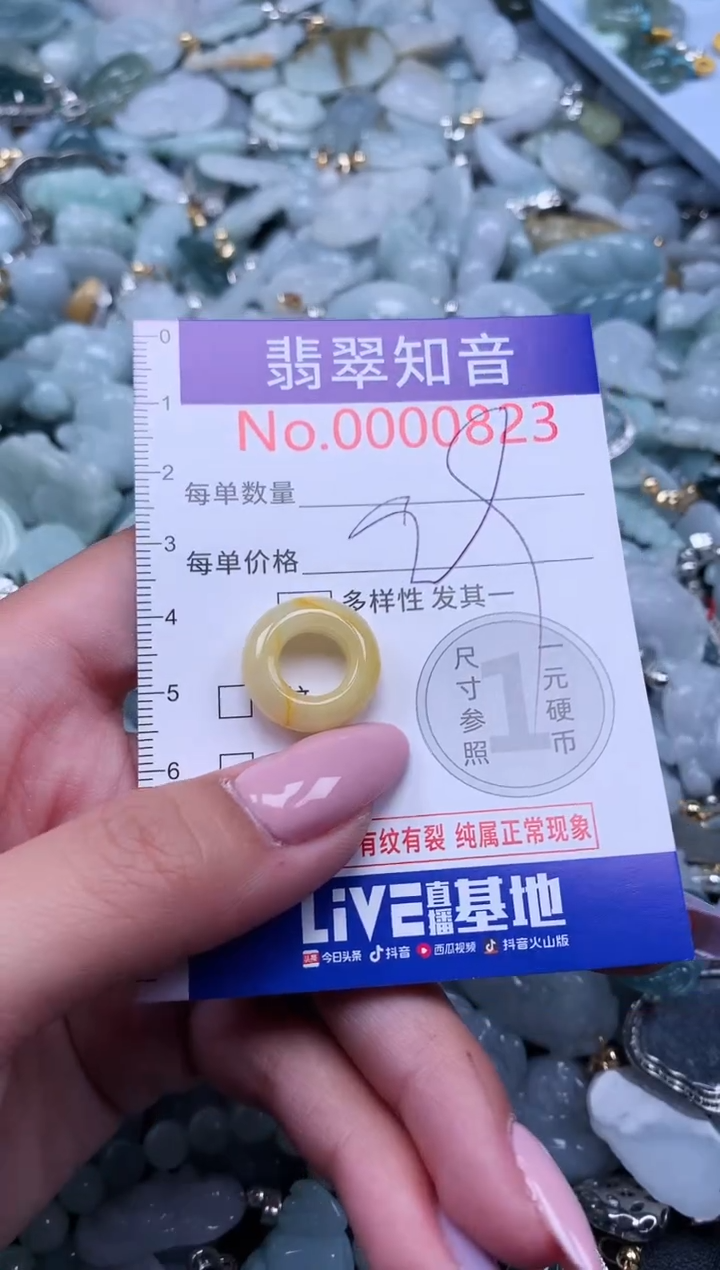 翡翠知音
No.0000823
每单数量
每单价格
多样性 发其一
0
1
2
3
4
5
6
尺寸参照
1
一元硬币
有纹有裂 纯属正常现象
LiVE直播基地
头条 今日头条 抖音 西瓜视频 抖音火山版